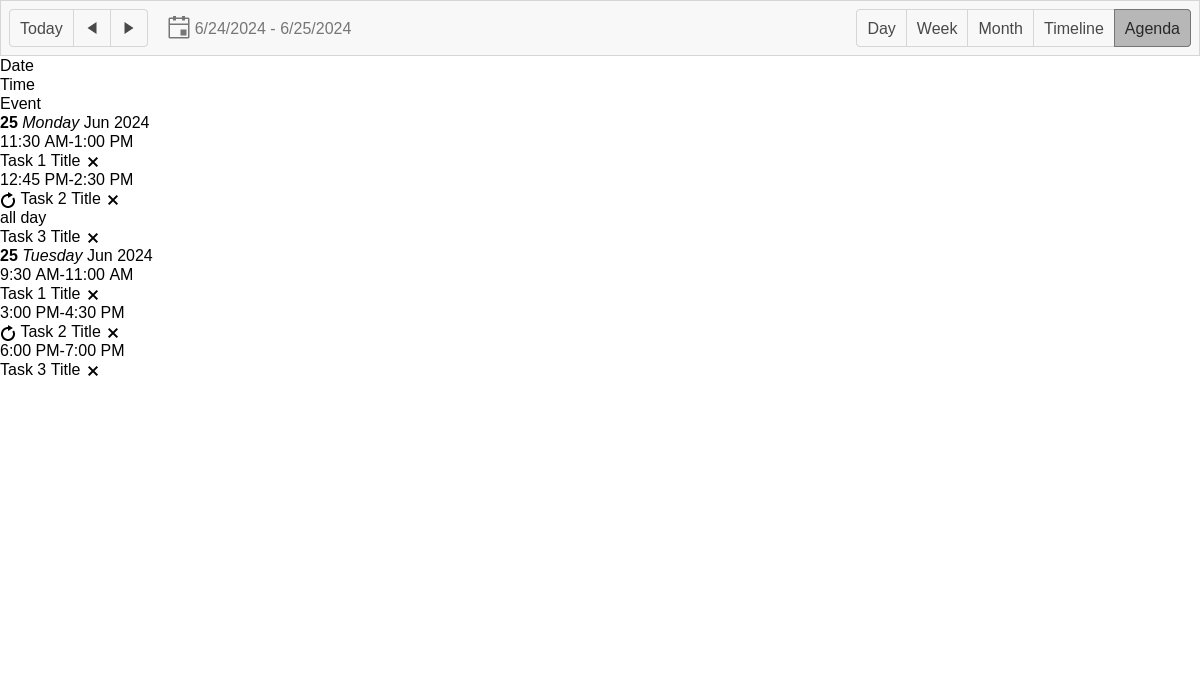 Today 6/24/2024 - 6/25/2024 Day Week Month Timeline Agenda
Date
Time
Event
25 Monday Jun 2024
11:30 AM-1:00 PM
Task 1 Title
12:45 PM-2:30 PM
Task 2 Title
all day
Task 3 Title
25 Tuesday Jun 2024
9:30 AM-11:00 AM
Task 1 Title
3:00 PM-4:30 PM
Task 2 Title
6:00 PM-7:00 PM
Task 3 Title